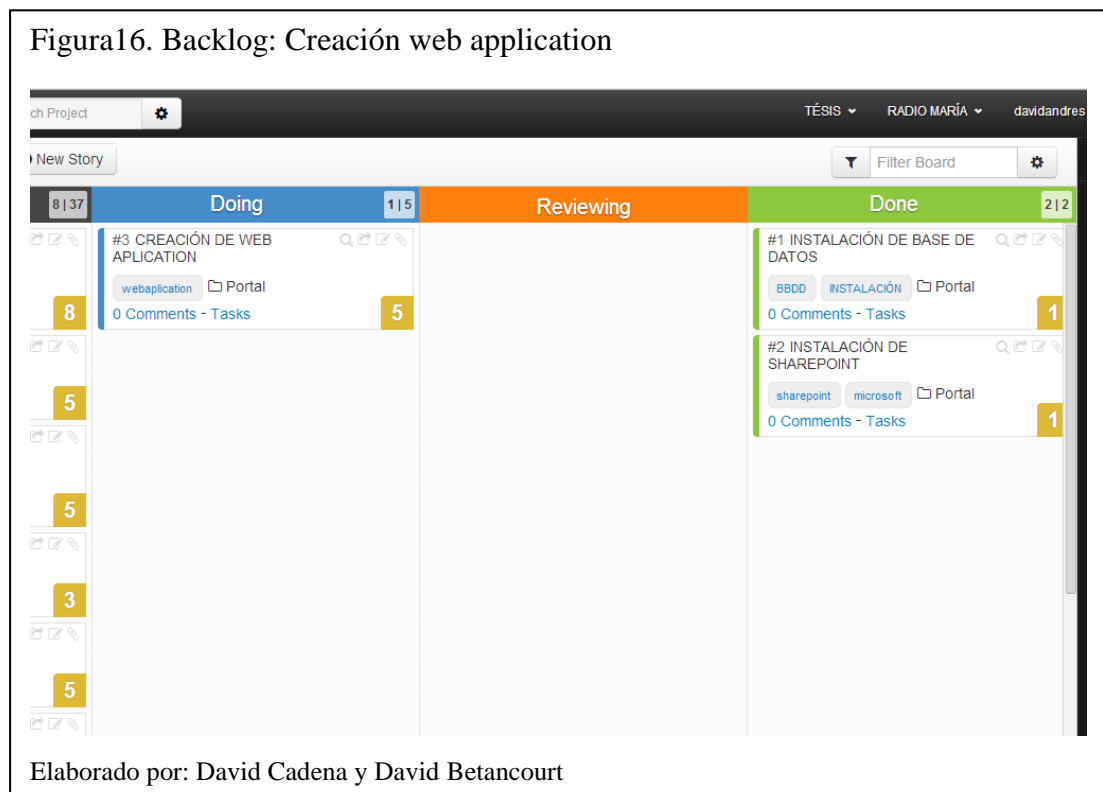 Figura16. Backlog: Creación web application
ch Project
TÉSIS
RADIO MARÍA
davidandres
New Story
Filter Board
8|37
Doing
1|5
Reviewing
Done
2|2
8
5
5
3
5
#3 CREACIÓN DE WEB
APLICATION
webaplication
Portal
0 Comments - Tasks
5
#1 INSTALACIÓN DE BASE DE
DATOS
BBDD
INSTALACIÓN
Portal
0 Comments - Tasks
1
#2 INSTALACIÓN DE
SHAREPOINT
sharepoint
microsoft
Portal
0 Comments - Tasks
1
Elaborado por: David Cadena y David Betancourt